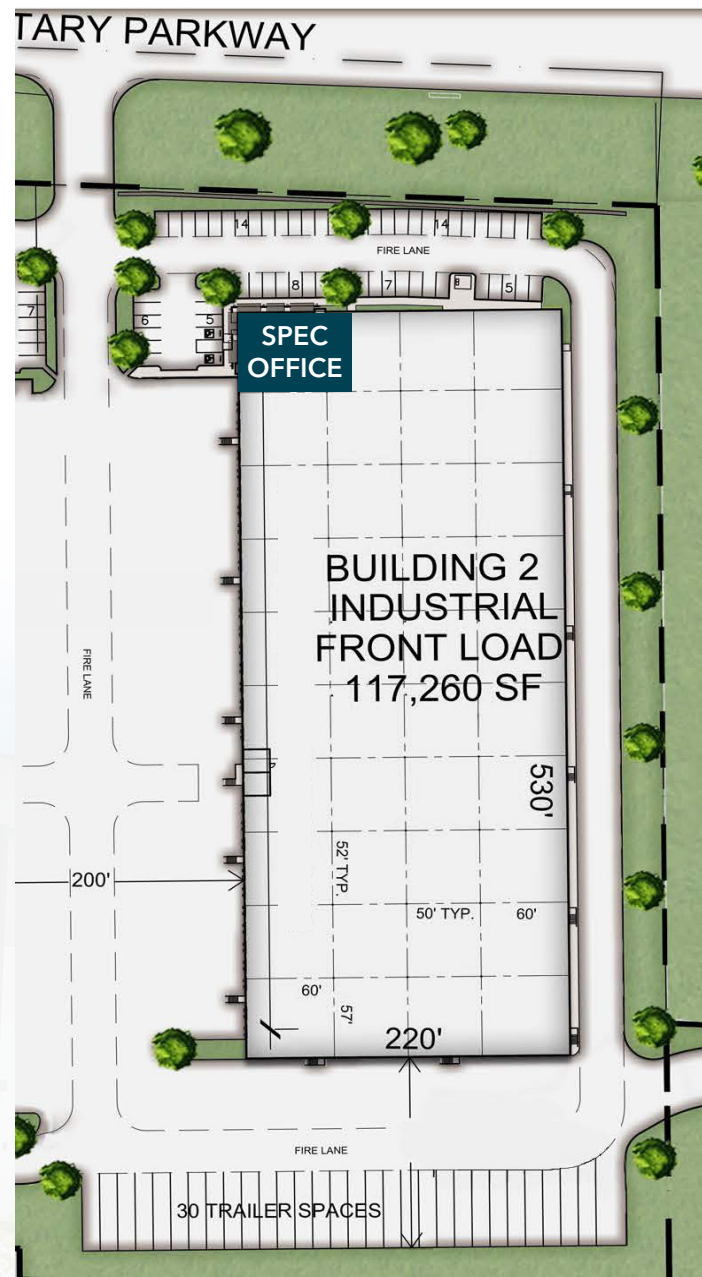 TARY PARKWAY
14
14
FIRE LANE
8
7
8
5
7
6
5
SPEC
OFFICE
BUILDING 2
INDUSTRIAL
FRONT LOAD
117,260 SF
FIRE LANE
530'
52' TYP.
200'
50' TYP.
60'
60'
57'
220'
FIRE LANE
30 TRAILER SPACES